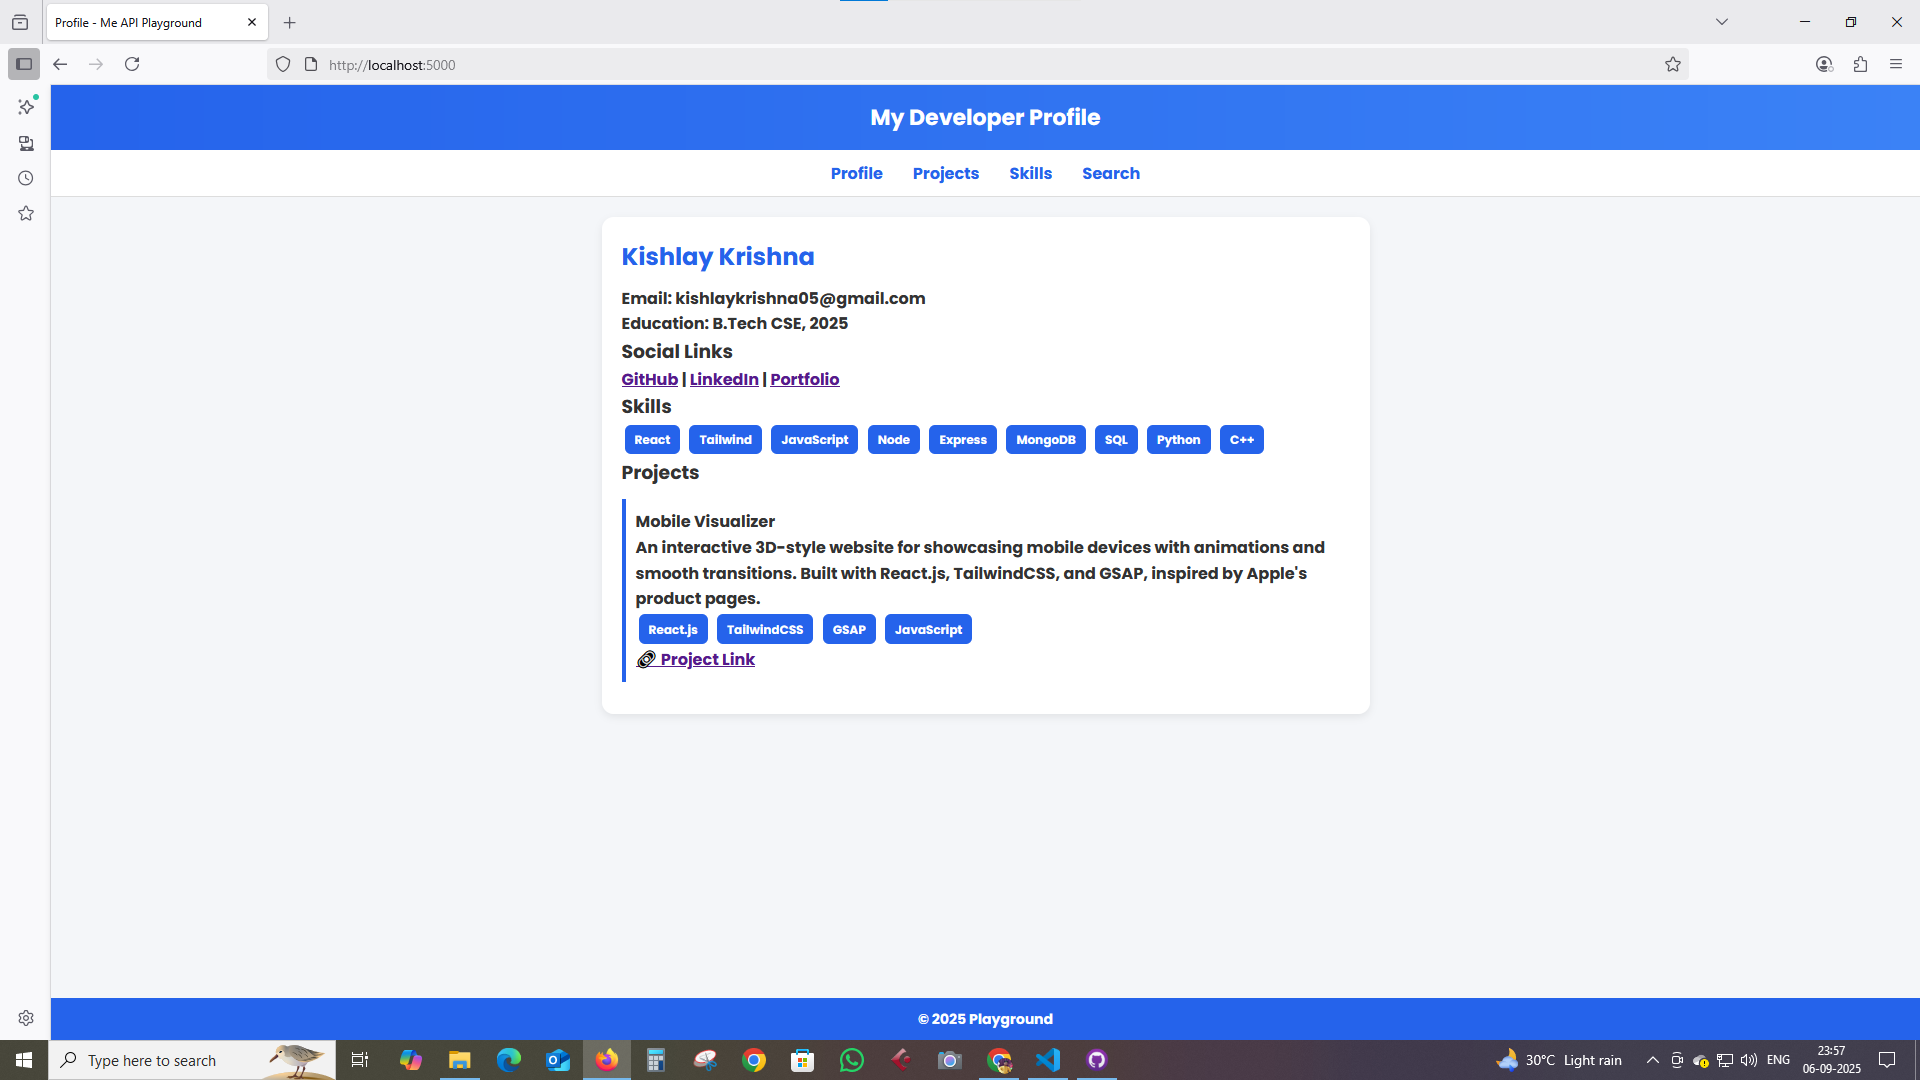 Profile - Me API Playground
http://localhost:5000
My Developer Profile
Profile Projects Skills Search
Kishlay Krishna
Email: kishlaykrishna05@gmail.com
Education: B.Tech CSE, 2025
Social Links
GitHub | LinkedIn | Portfolio
Skills
React Tailwind JavaScript Node Express MongoDB SQL Python C++
Projects
Mobile Visualizer
An interactive 3D-style website for showcasing mobile devices with animations and
smooth transitions. Built with React.js, TailwindCSS, and GSAP, inspired by Apple's
product pages.
React.js TailwindCSS GSAP JavaScript
🔗 Project Link
© 2025 Playground
Type here to search
30°C Light rain
ENG
23:57
06-09-2025